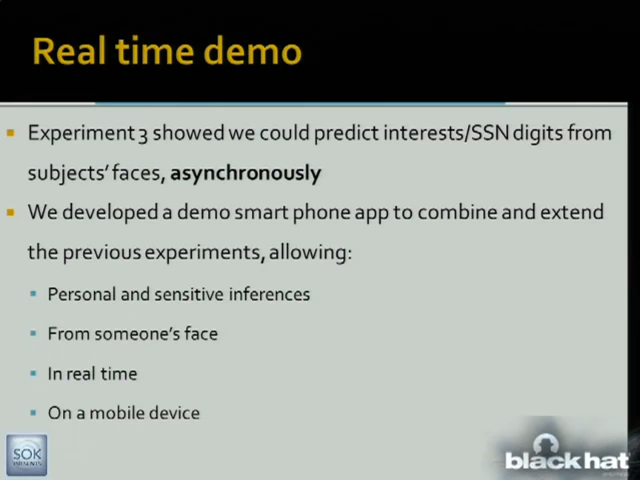 Real time demo
Experiment 3 showed we could predict interests/SSN digits from
subjects' faces, asynchronously
We developed a demo smart phone app to combine and extend
the previous experiments, allowing:
Personal and sensitive inferences
From someone's face
In real time
On a mobile device
SOK
PRESENTS
black hat